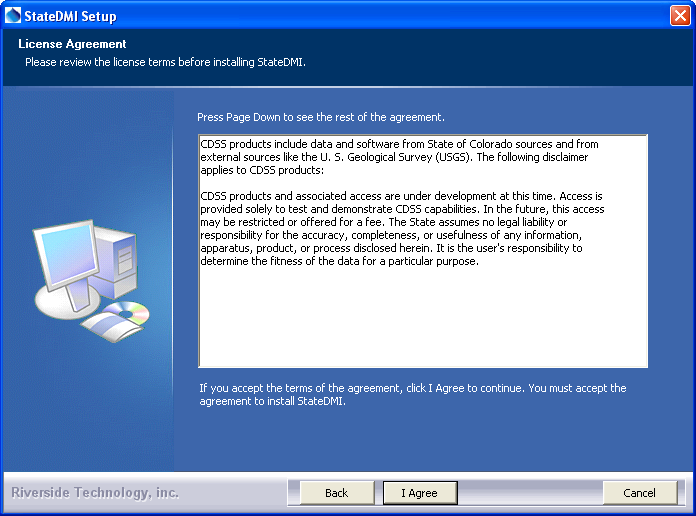 StateDMI Setup
License Agreement
Please review the license terms before installing StateDMI.
Press Page Down to see the rest of the agreement.
CDSS products include data and software from State of Colorado sources and from
external sources like the U. S. Geological Survey (USGS). The following disclaimer
applies to CDSS products:
CDSS products and associated access are under development at this time. Access is
provided solely to test and demonstrate CDSS capabilities. In the future, this access
may be restricted or offered for a fee. The State assumes no legal liability or
responsibility for the accuracy, completeness, or usefulness of any information,
apparatus, product, or process disclosed herein. It is the user's responsibility to
determine the fitness of the data for a particular purpose.
If you accept the terms of the agreement, click I Agree to continue. You must accept the
agreement to install StateDMI.
Riverside Technology, inc.
Back
I Agree
Cancel